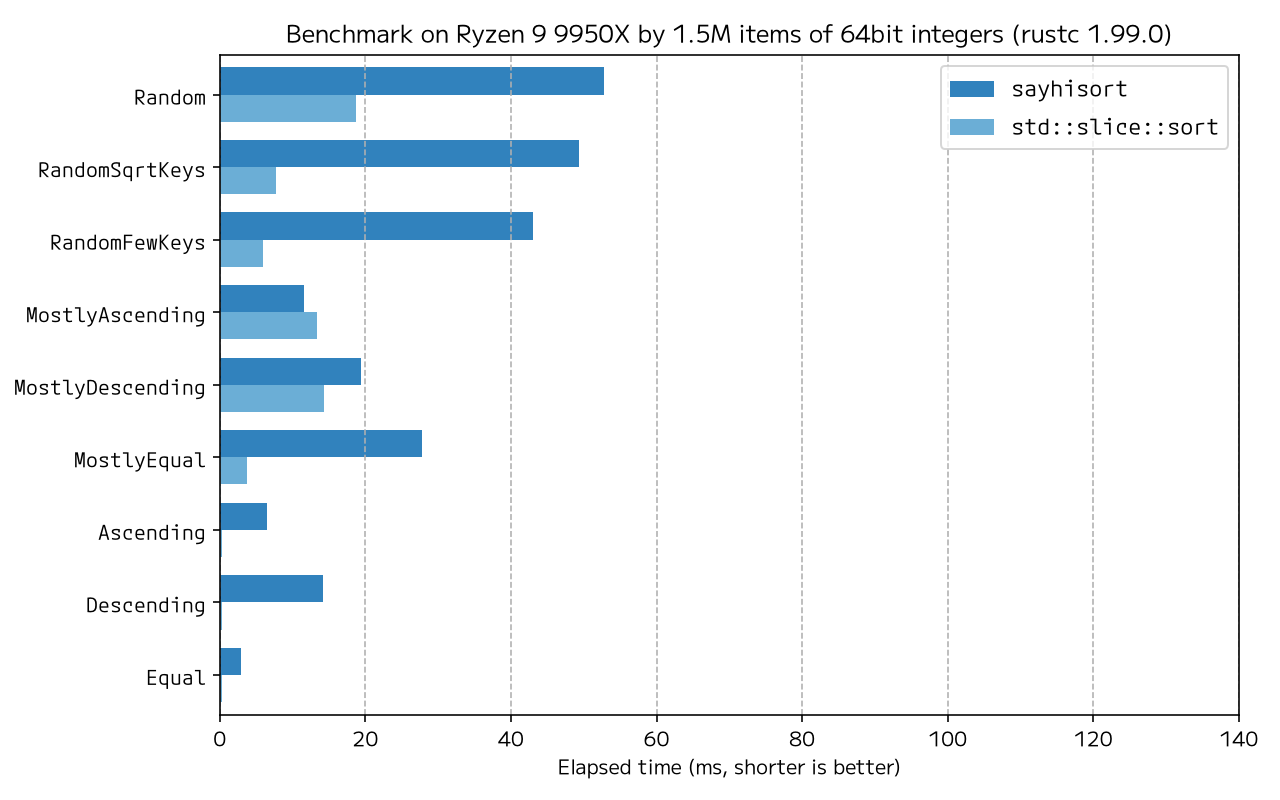 Benchmark on Ryzen 9 9950X by 1.5M items of 64bit integers (rustc 1.99.0)
sayhisort
std::slice::sort
Random
RandomSqrtKeys
RandomFewKeys
MostlyAscending
MostlyDescending
MostlyEqual
Ascending
Descending
Equal
0 20 40 60 80 100 120 140
Elapsed time (ms, shorter is better)